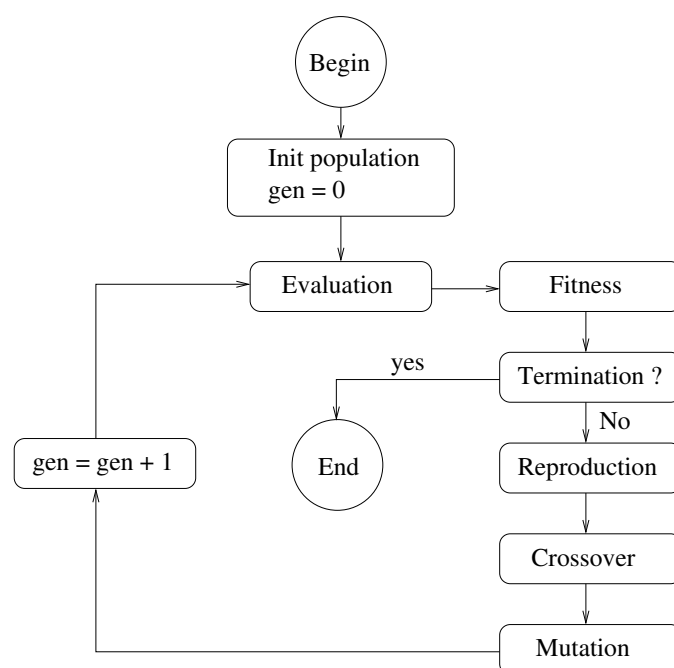 Begin
Init population
gen = 0
Evaluation
Fitness
yes
Termination ?
No
gen = gen + 1
End
Reproduction
Crossover
Mutation